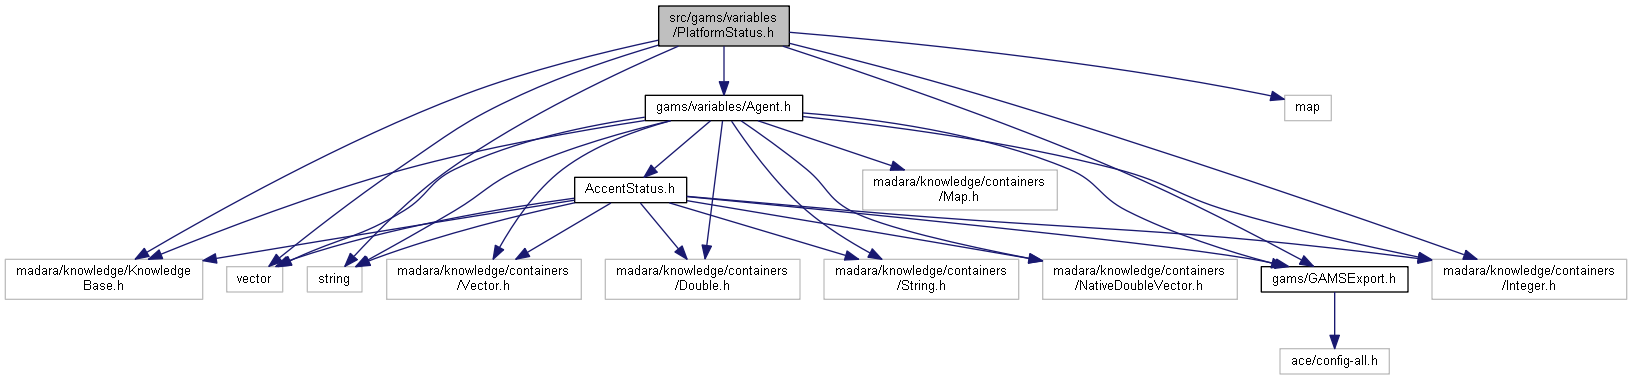 src/gams/variables
/PlatformStatus.h
gams/variables/Agent.h
map
madara/knowledge/containers
/Map.h
AccentStatus.h
madara/knowledge/Knowledge
Base.h
vector
string
madara/knowledge/containers
/Vector.h
madara/knowledge/containers
/Double.h
madara/knowledge/containers
/String.h
madara/knowledge/containers
/NativeDoubleVector.h
gams/GAMSExport.h
madara/knowledge/containers
/Integer.h
ace/config-all.h